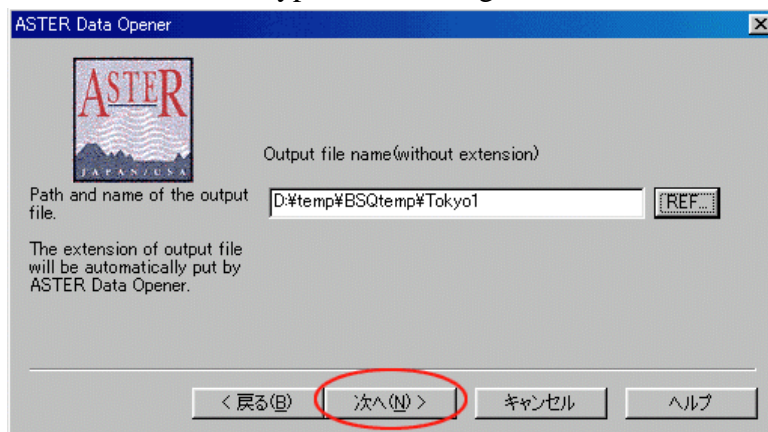 ASTER Data Opener
ASTER
JAPAN/USA
Output file name(without extension)
Path and name of the output
file.
D:¥temp¥BSQtemp¥Tokyo1
REF...
The extension of output file
will be automatically put by
ASTER Data Opener.
< 戻る(B)
次へ(N) >
キャンセル
ヘルプ